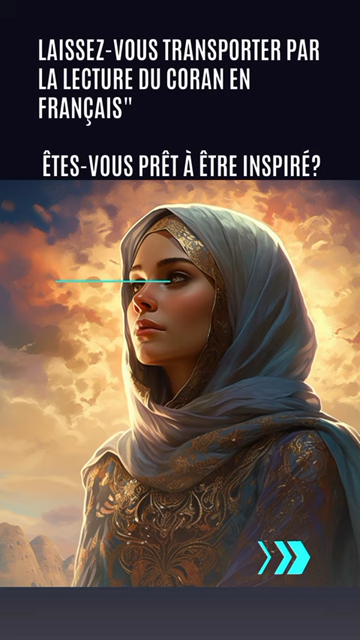 LAISSEZ-VOUS TRANSPORTER PAR
LA LECTURE DU CORAN EN
FRANÇAIS"
ÊTES-VOUS PRÊT À ÊTRE INSPIRÉ?